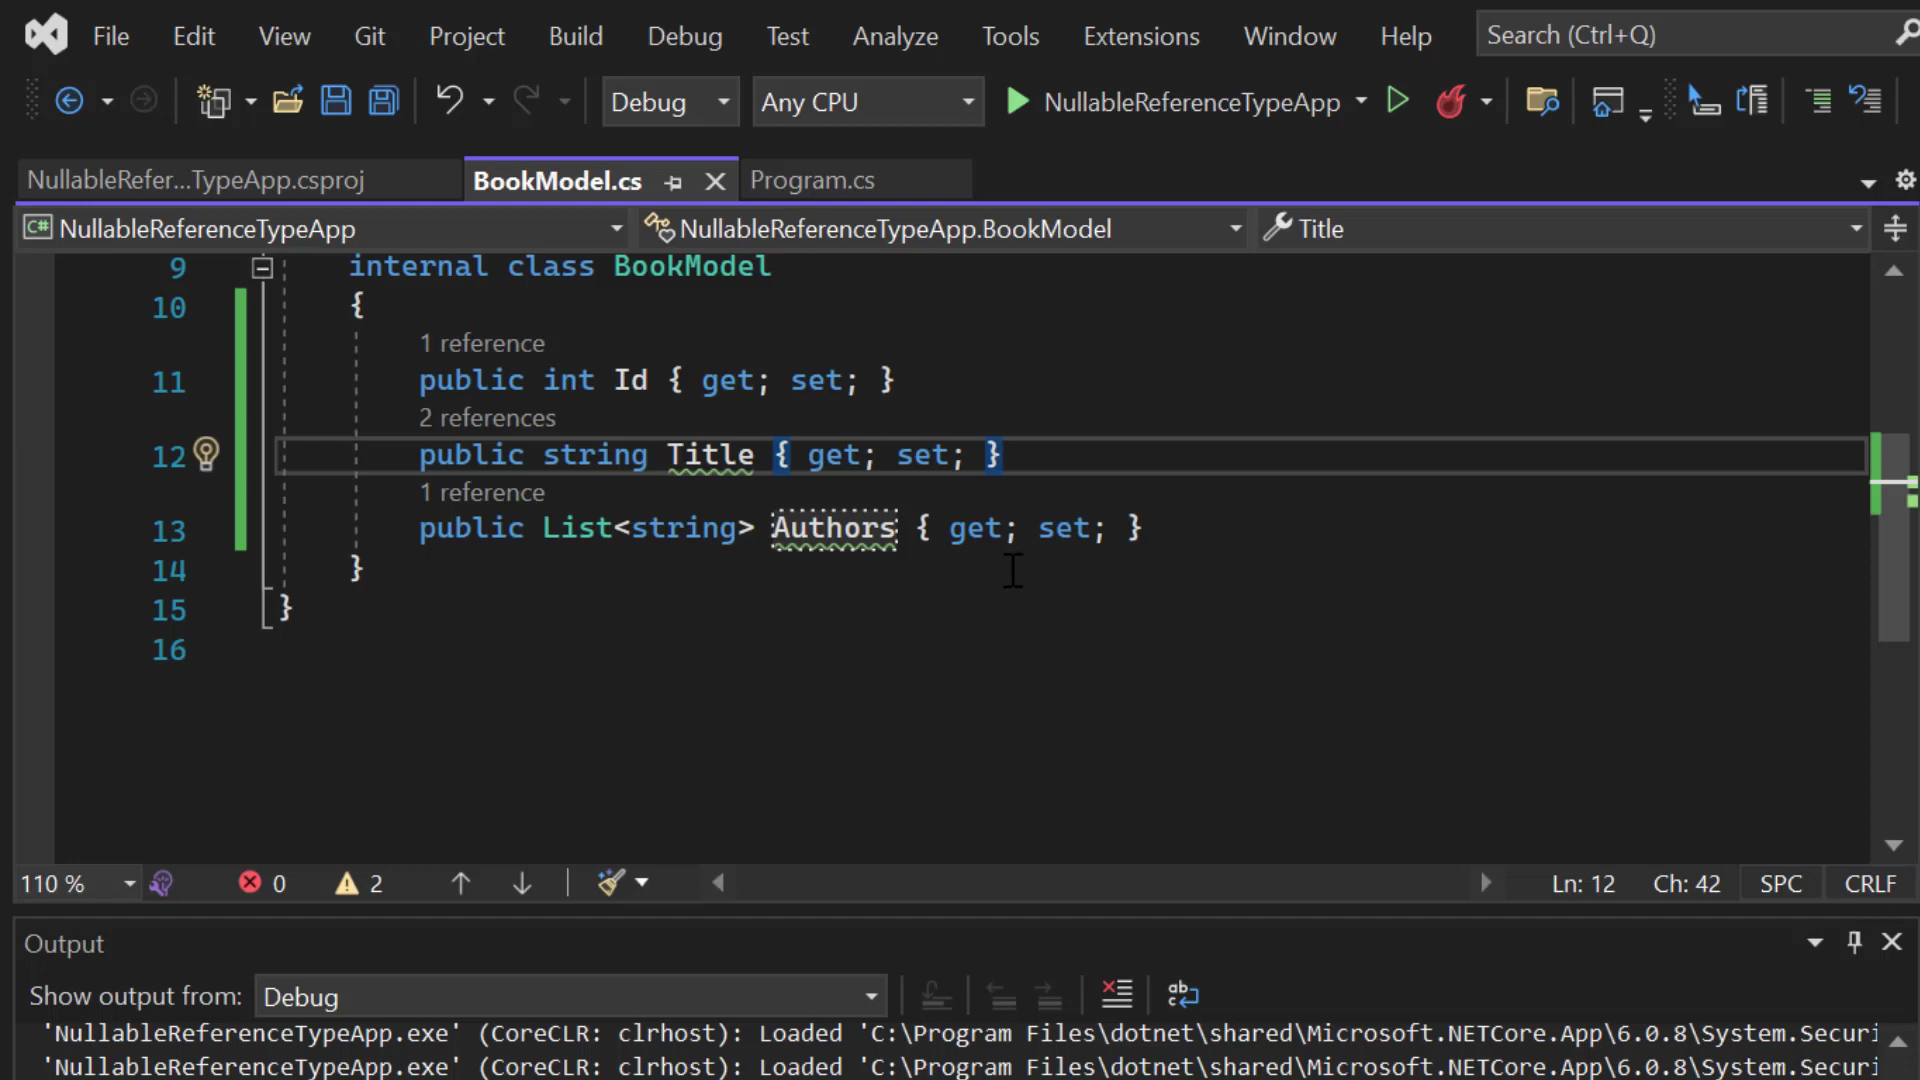 File Edit View Git Project Build Debug Test Analyze Tools Extensions Window Help Search (Ctrl+Q)
Debug Any CPU NullableReferenceTypeApp
NullableRefer...TypeApp.csproj BookModel.cs Program.cs
C# NullableReferenceTypeApp NullableReferenceTypeApp.BookModel Title
9 internal class BookModel
10 {
1 reference
11 public int Id { get; set; }
2 references
12 public string Title { get; set; }
1 reference
13 public List<string> Authors { get; set; }
14 }
15 }
16
110 % 0 2 Ln: 12 Ch: 42 SPC CRLF
Output
Show output from: Debug
'NullableReferenceTypeApp.exe' (CoreCLR: clrhost): Loaded 'C:\Program Files\dotnet\shared\Microsoft.NETCore.App\6.0.8\System.Securi
'NullableReferenceTypeApp.exe' (CoreCLR: clrhost): Loaded 'C:\Program Files\dotnet\shared\Microsoft.NETCore.App\6.0.8\System.Securi